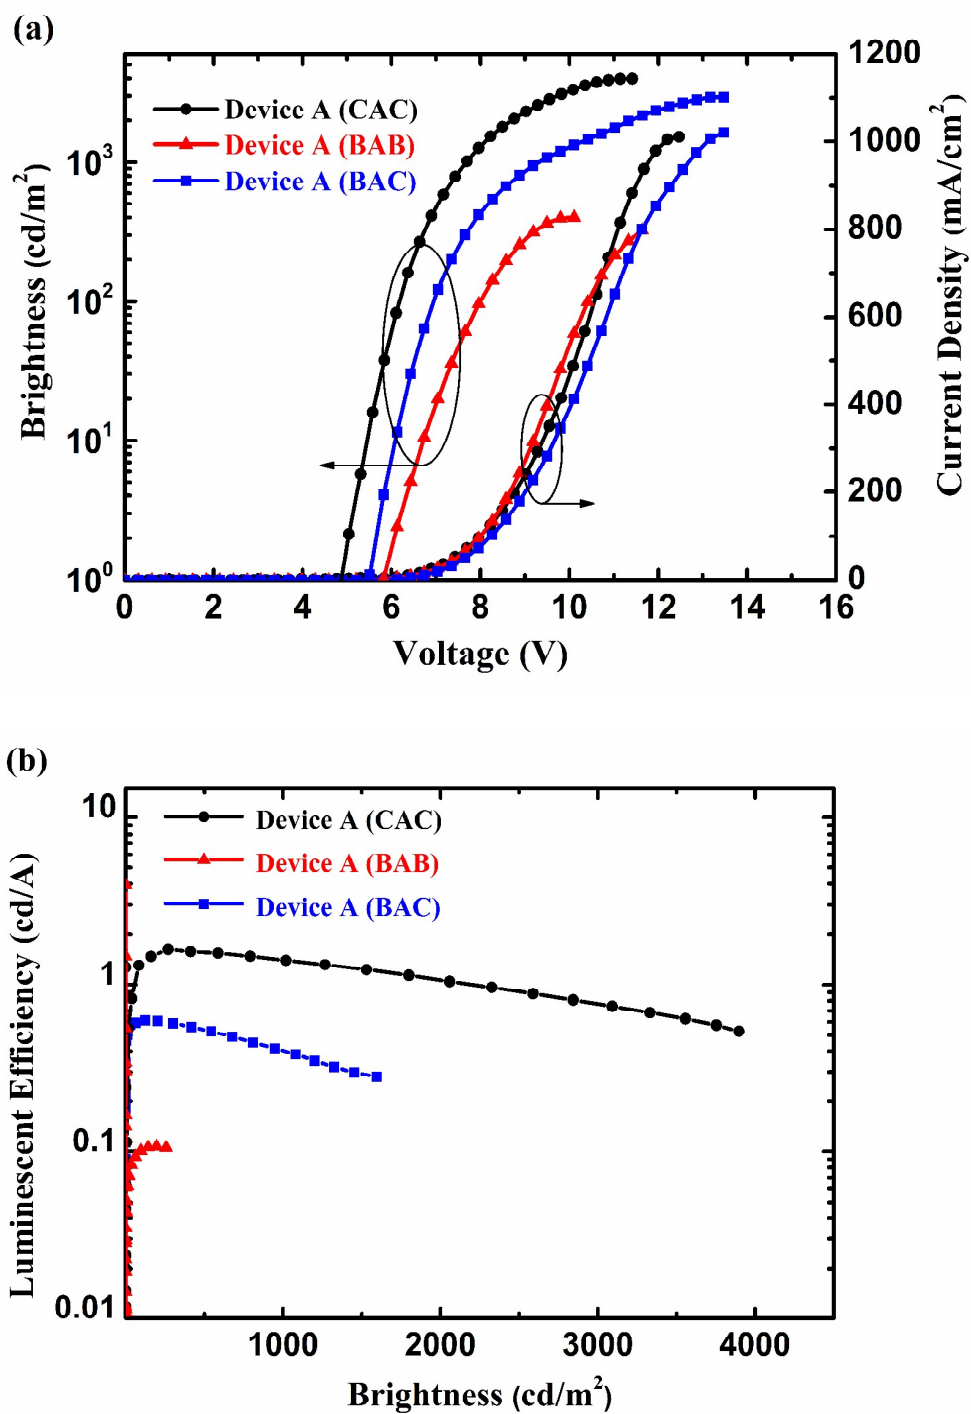 (a)
Device A (CAC)
Device A (BAB)
Device A (BAC)
Brightness (cd/m²)
10³
10²
10¹
10⁰
1200
1000
800
600
400
200
0
Current Density (mA/cm²)
0 2 4 6 8 10 12 14 16
Voltage (V)
(b)
Device A (CAC)
Device A (BAB)
Device A (BAC)
Luminescent Efficiency (cd/A)
10
1
0.1
0.01
1000 2000 3000 4000
Brightness (cd/m²)